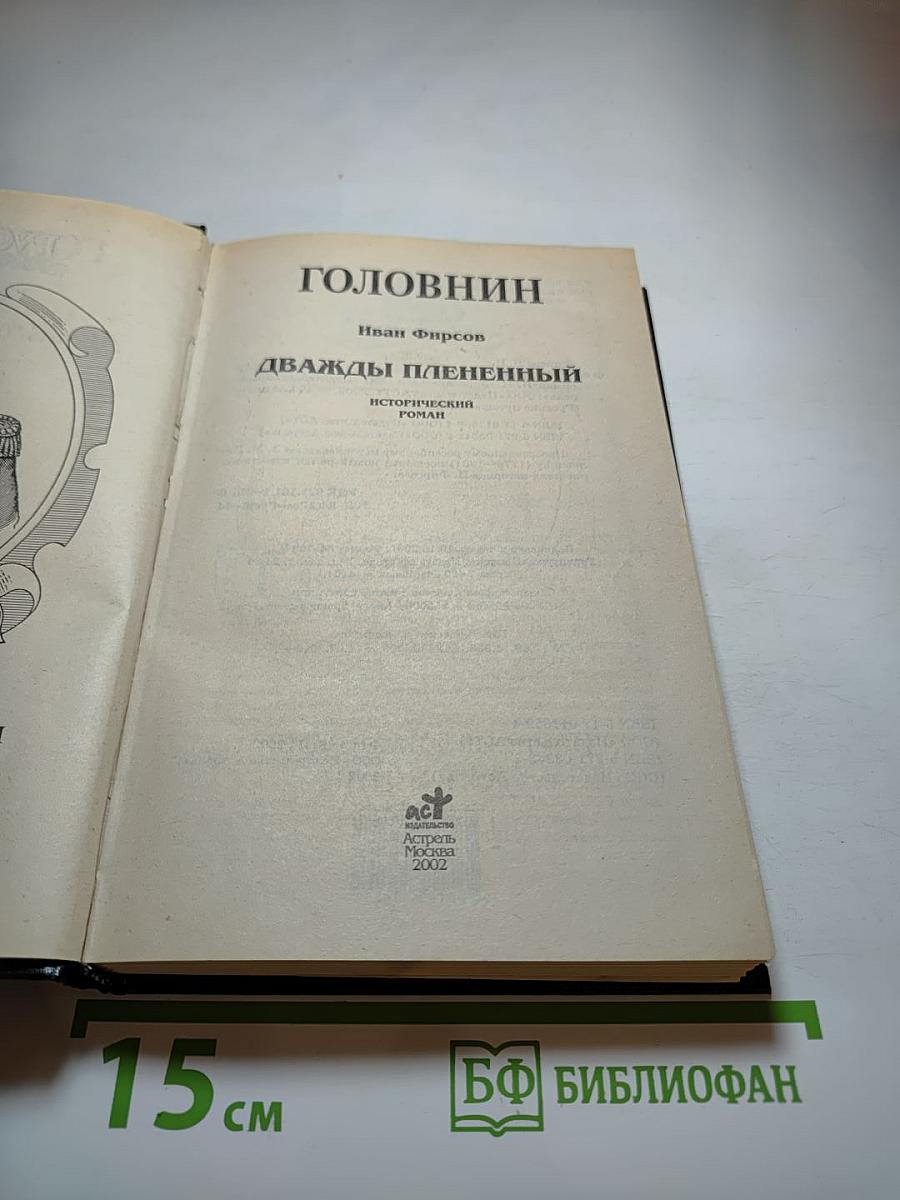 ГОЛОВНИН
Иван Фирсов
ДВАЖДЫ ПЛЕНЕННЫЙ
ИСТОРИЧЕСКИЙ
РОМАН
аст
ИЗДАТЕЛЬСТВО
Астрель
Москва
2002
15 см
БФ БИБЛИОФАН